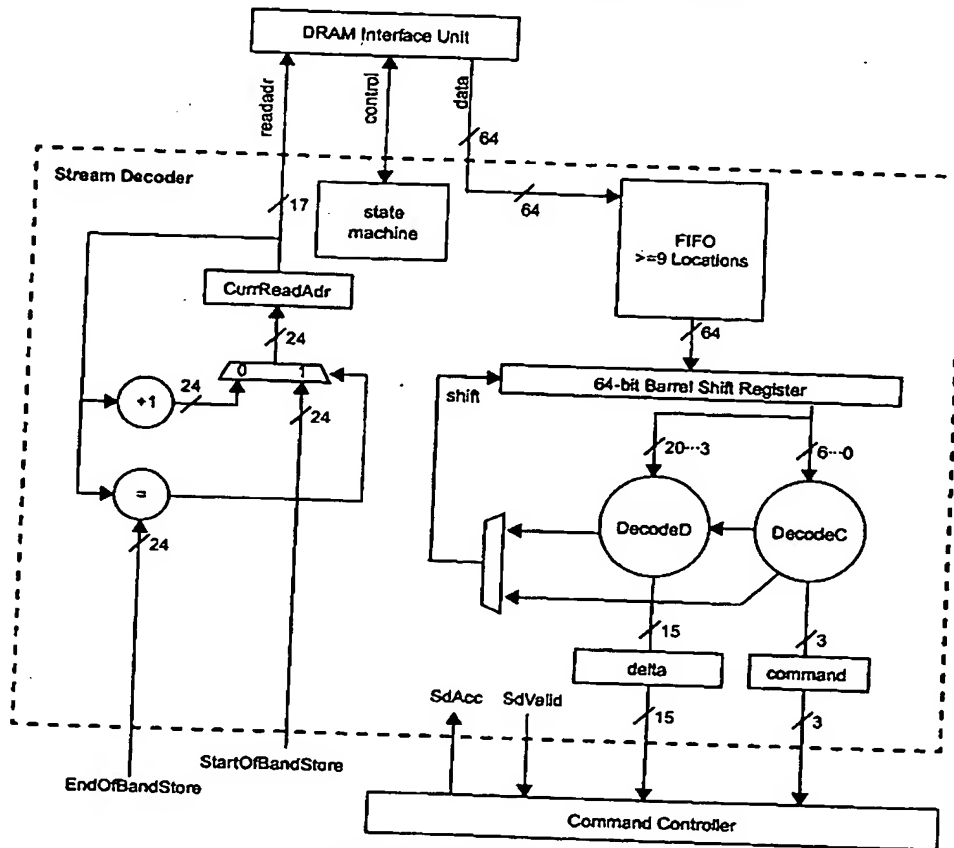 DRAM Interface Unit
readadr
control
data
64
Stream Decoder
17
state
machine
64
FIFO
>=9 Locations
CurrReadAdr
24
64
0 1
64-bit Barrel Shift Register
shift
24
+1
24
20...3
6...0
=
24
DecodeD
DecodeC
15
3
delta
command
SdAcc
SdValid
15
3
StartOfBandStore
EndOfBandStore
Command Controller